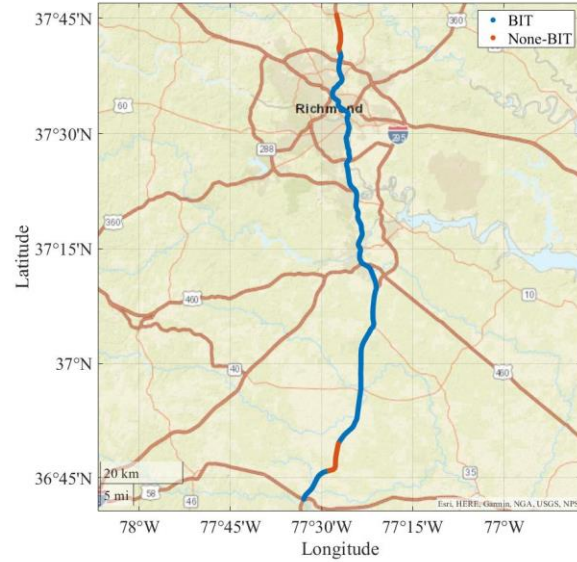 37°45'N
360
BIT
None-BIT
60
Richmond
37°30'N
295
288
360
37°15'N
Latitude
460
10
37°N
40
460
36°45'N
20 km
5 mi
35
58
46
Esri, HERE, Garmin, NGA, USGS, NPS
78°W
77°45'W
77°30'W
77°15'W
77°W
Longitude